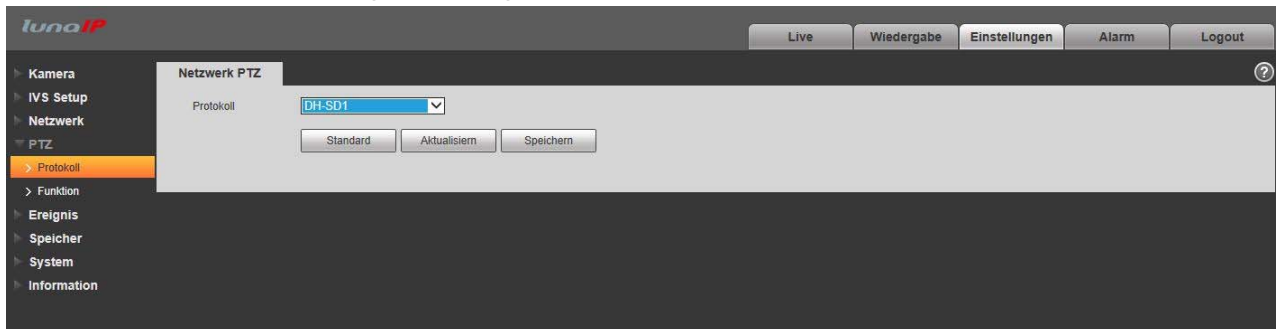 lunaIP
Live Wiedergabe Einstellungen Alarm Logout
Kamera
IVS Setup
Netzwerk
PTZ
> Protokoll
> Funktion
Ereignis
Speicher
System
Information
Netzwerk PTZ
?
Protokoll DH-SD1
Standard Aktualisiern Speichern